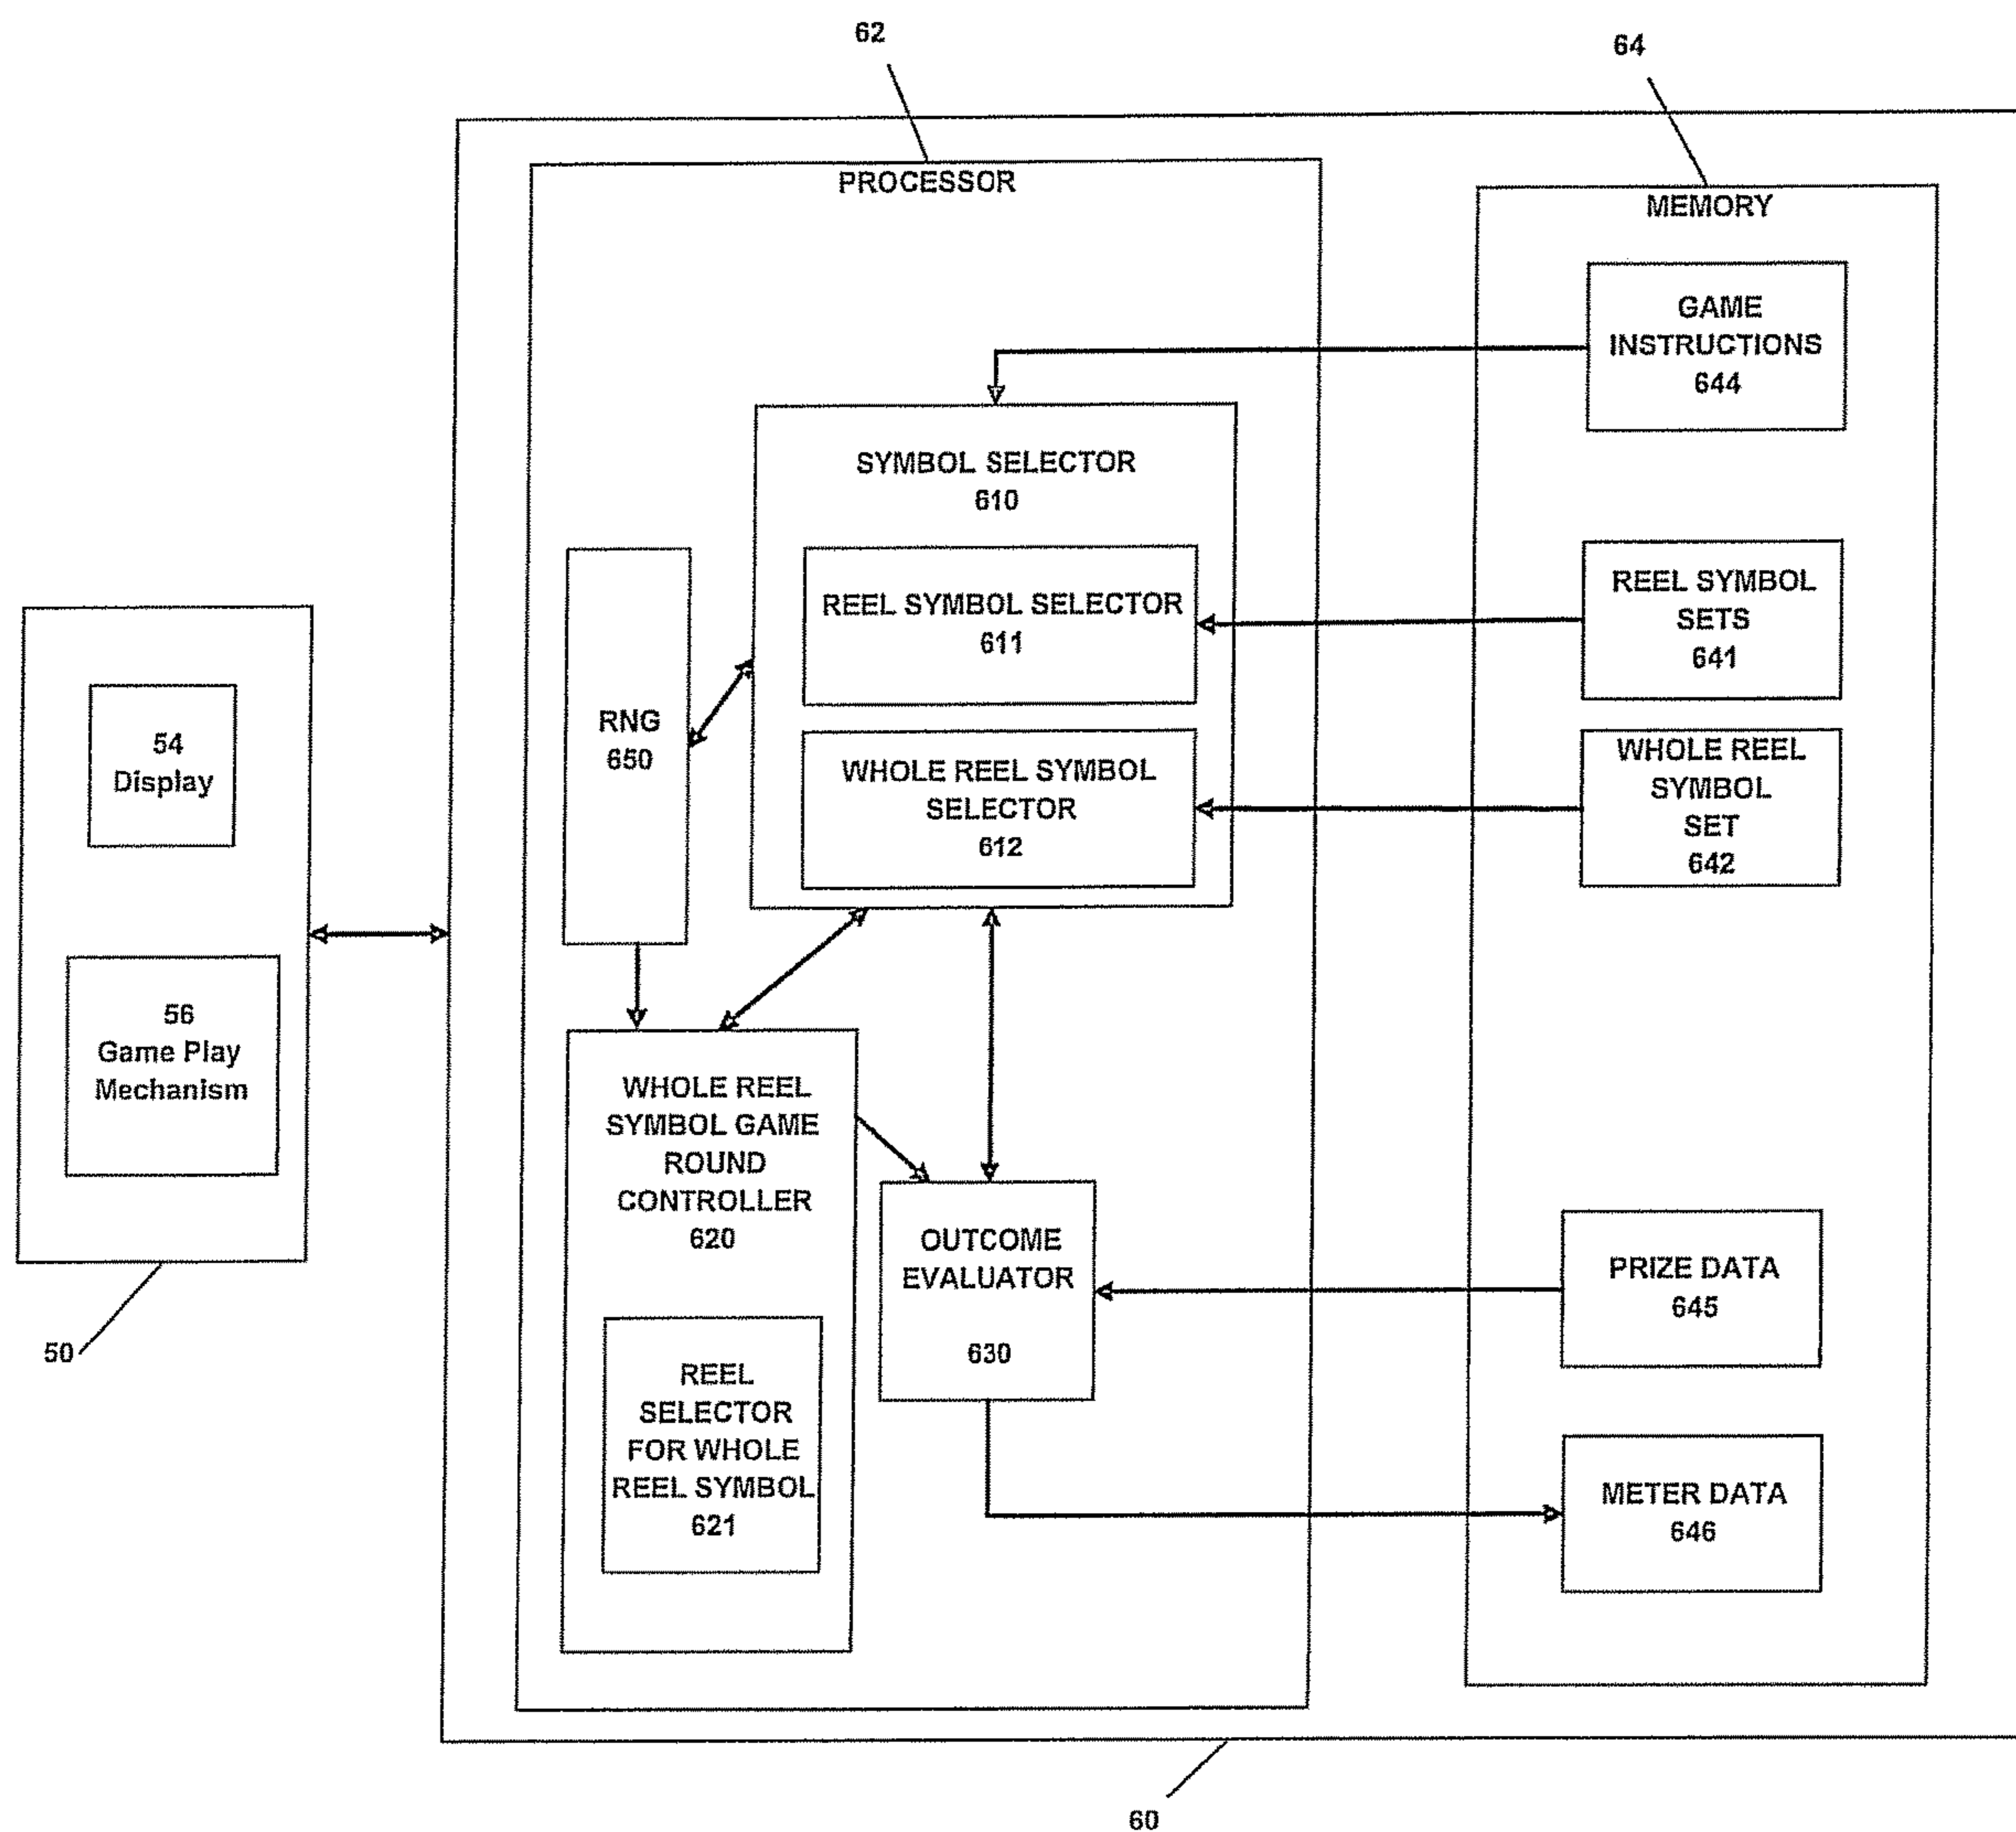 62
64
PROCESSOR
MEMORY
GAME
INSTRUCTIONS
644
SYMBOL SELECTOR
610
REEL SYMBOL SELECTOR
611
REEL SYMBOL
SETS
641
RNG
650
WHOLE REEL SYMBOL
SELECTOR
612
WHOLE REEL
SYMBOL
SET
642
54
Display
56
Game Play
Mechanism
50
WHOLE REEL
SYMBOL GAME
ROUND
CONTROLLER
620
OUTCOME
EVALUATOR
630
PRIZE DATA
645
REEL
SELECTOR
FOR WHOLE
REEL SYMBOL
621
METER DATA
646
60